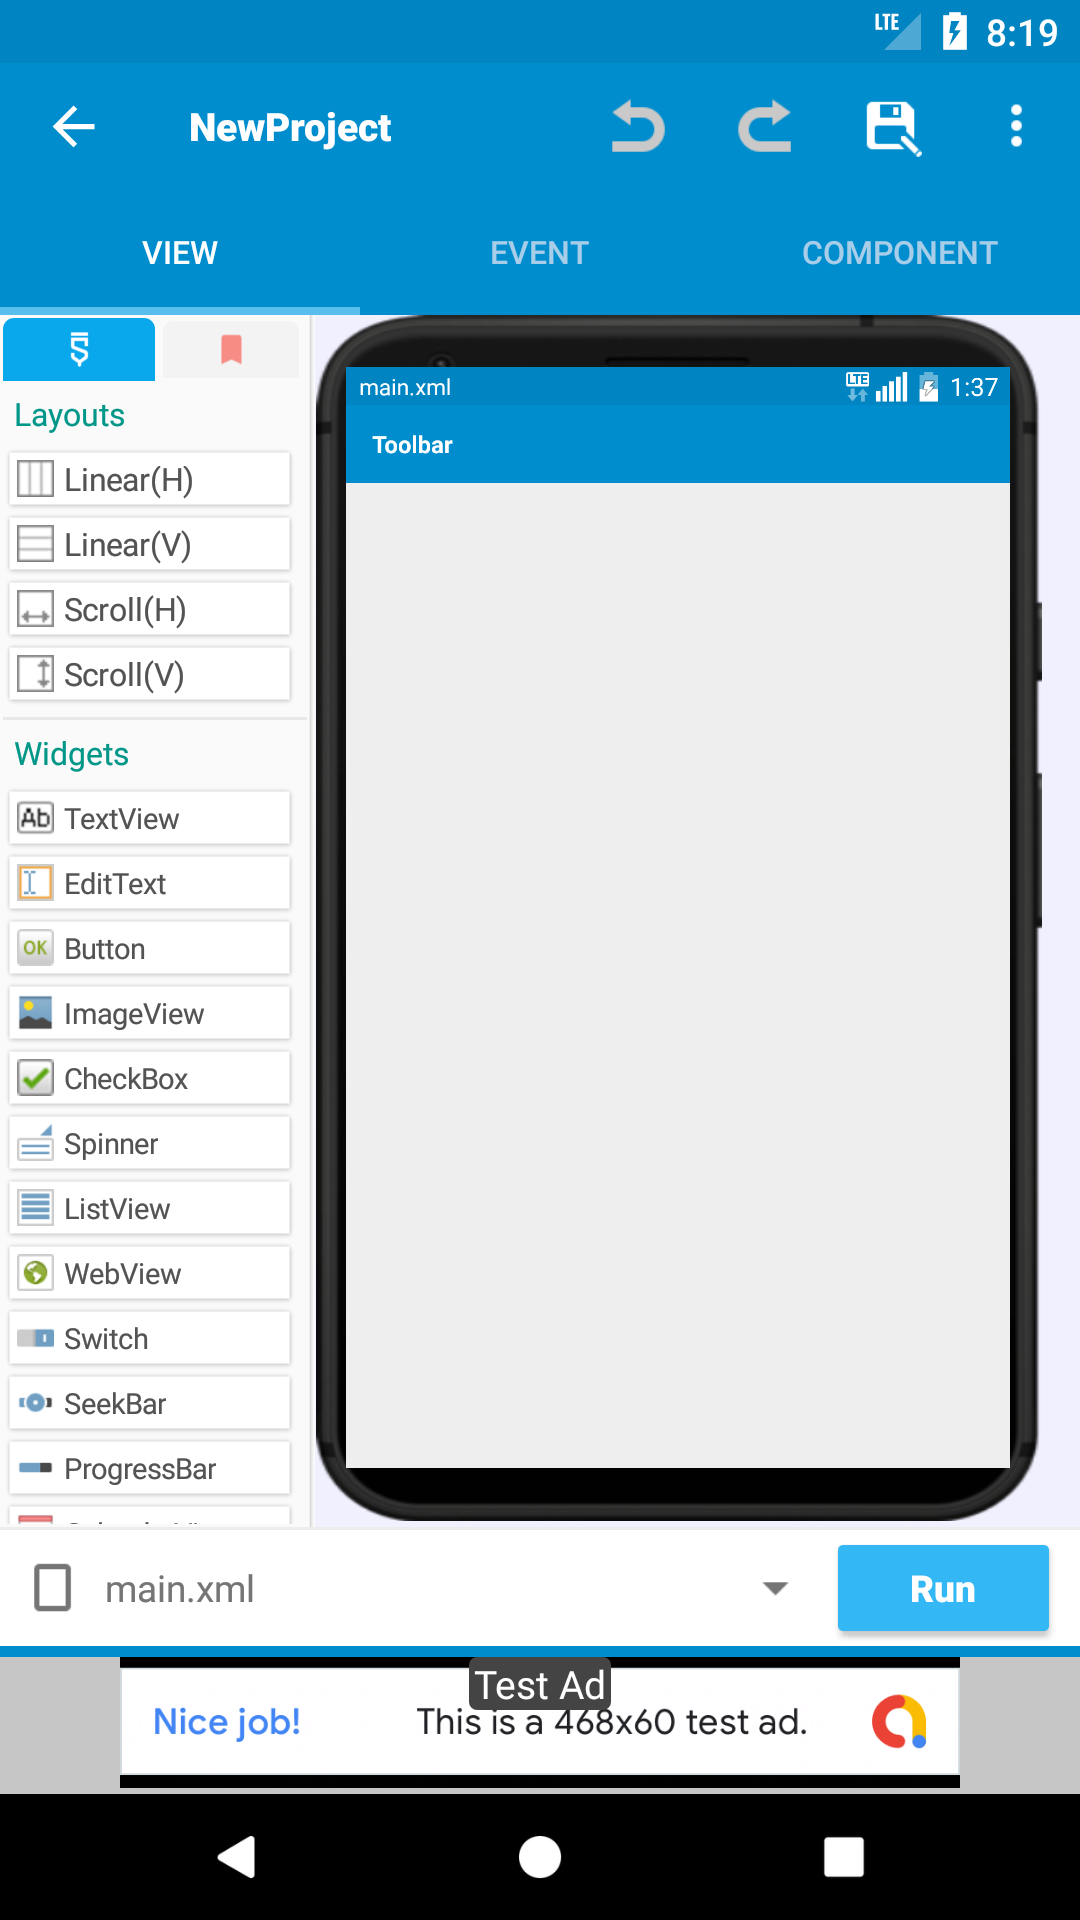 LTE 8:19
NewProject
VIEW EVENT COMPONENT
main.xml LTE 1:37
Toolbar
Layouts
Linear(H)
Linear(V)
Scroll(H)
Scroll(V)
Widgets
Ab TextView
EditText
OK Button
ImageView
CheckBox
Spinner
ListView
WebView
Switch
SeekBar
ProgressBar
main.xml Run
Test Ad
Nice job! This is a 468x60 test ad.